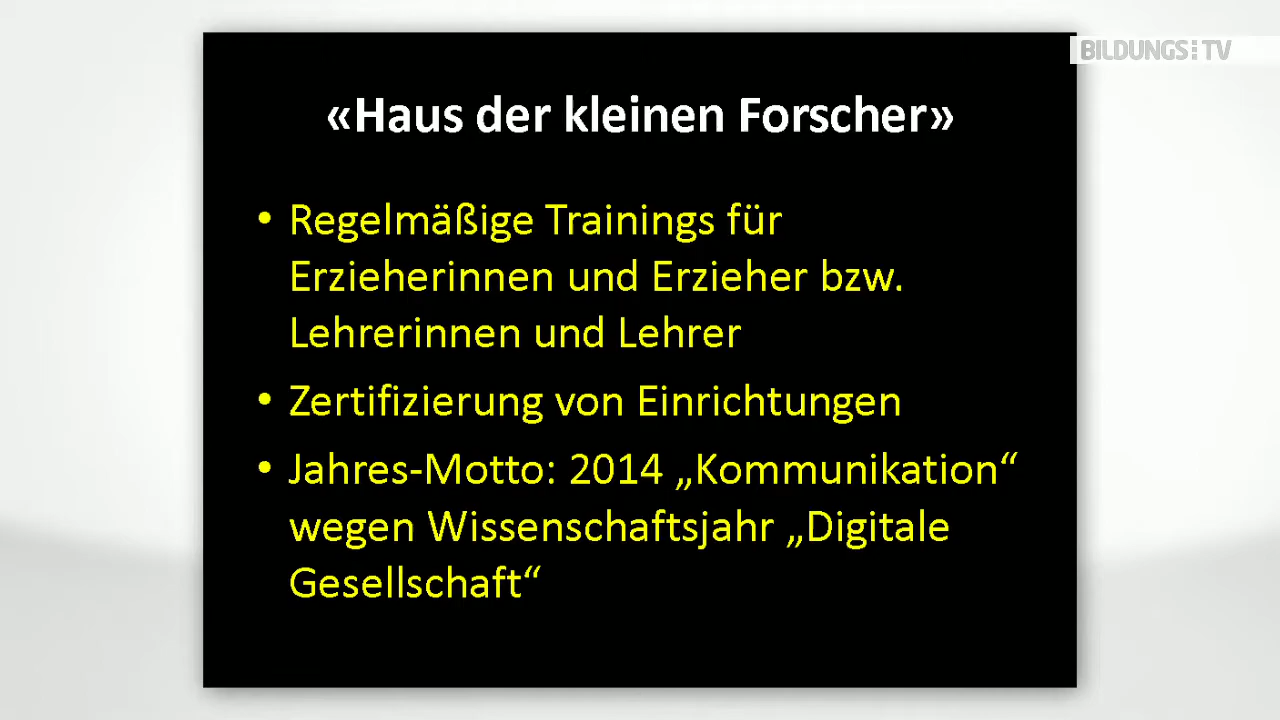 BILDUNGS TV
«Haus der kleinen Forscher»
• Regelmäßige Trainings für
Erzieherinnen und Erzieher bzw.
Lehrerinnen und Lehrer
• Zertifizierung von Einrichtungen
• Jahres-Motto: 2014 „Kommunikation“
wegen Wissenschaftsjahr „Digitale
Gesellschaft“